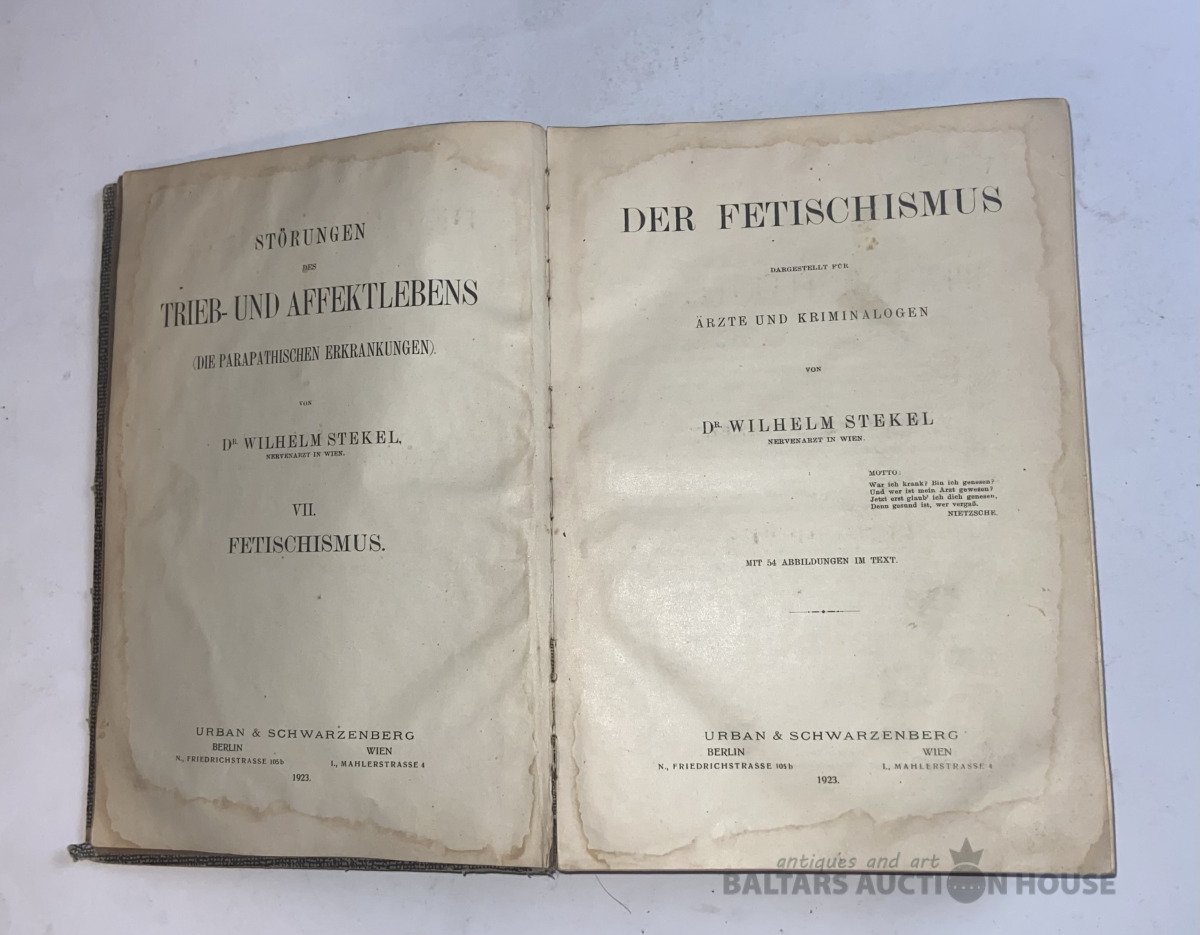 STÖRUNGEN
DES
TRIEB- UND AFFEKTLEBENS
(DIE PARAPATHISCHEN ERKRANKUNGEN).
VON
DR. WILHELM STEKEL,
NERVENARZT IN WIEN.
VII.
FETISCHISMUS.
URBAN & SCHWARZENBERG
BERLIN WIEN
N., FRIEDRICHSTRASSE 105b I., MAHLERSTRASSE 4
1923.
DER FETISCHISMUS
DARGESTELLT FÜR
ÄRZTE UND KRIMINALOGEN
VON
DR. WILHELM STEKEL
NERVENARZT IN WIEN.
MOTTO:
War ich krank? Bin ich genesen?
Und wer ist mein Arzt gewesen?
Jetzt erst glaub' ich dich genesen,
Denn gesund ist, wer vergaß.
NIETZSCHE.
MIT 54 ABBILDUNGEN IM TEXT.
URBAN & SCHWARZENBERG
BERLIN WIEN
N., FRIEDRICHSTRASSE 105b I., MAHLERSTRASSE 4
1923.
antiques and art
BALTARS AUCTION HOUSE